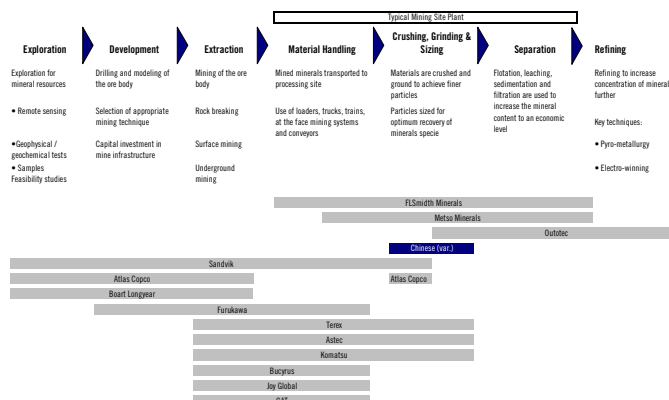 Typical Mining Site Plant
Exploration
Development
Extraction
Material Handling
Crushing, Grinding &
Sizing
Separation
Refining
Exploration for
mineral resources
• Remote sensing
•Geophysical /
geochemical tests
• Samples
Feasibility studies
Drilling and modeling of
the ore body
Selection of appropriate
mining technique
Capital investment in
mine infrastructure
Mining of the ore
body
Rock breaking
Surface mining
Underground
mining
Mined minerals transported to
processing site
Use of loaders, trucks, trains,
at the face mining systems
and conveyors
Materials are crushed and
ground to achieve finer
particles
Particles sized for
optimum recovery of
minerals specie
Flotation, leaching,
sedimentation and
filtration are used to
increase the mineral
content to an economic
level
Refining to increase
concentration of mineral
further
Key techniques:
• Pyro-metallurgy
• Electro-winning
FLSmidth Minerals
Metso Minerals
Outotec
Chinese (var.)
Sandvik
Atlas Copco
Atlas Copco
Boart Longyear
Furukawa
Terex
Astec
Komatsu
Bucyrus
Joy Global
CAT